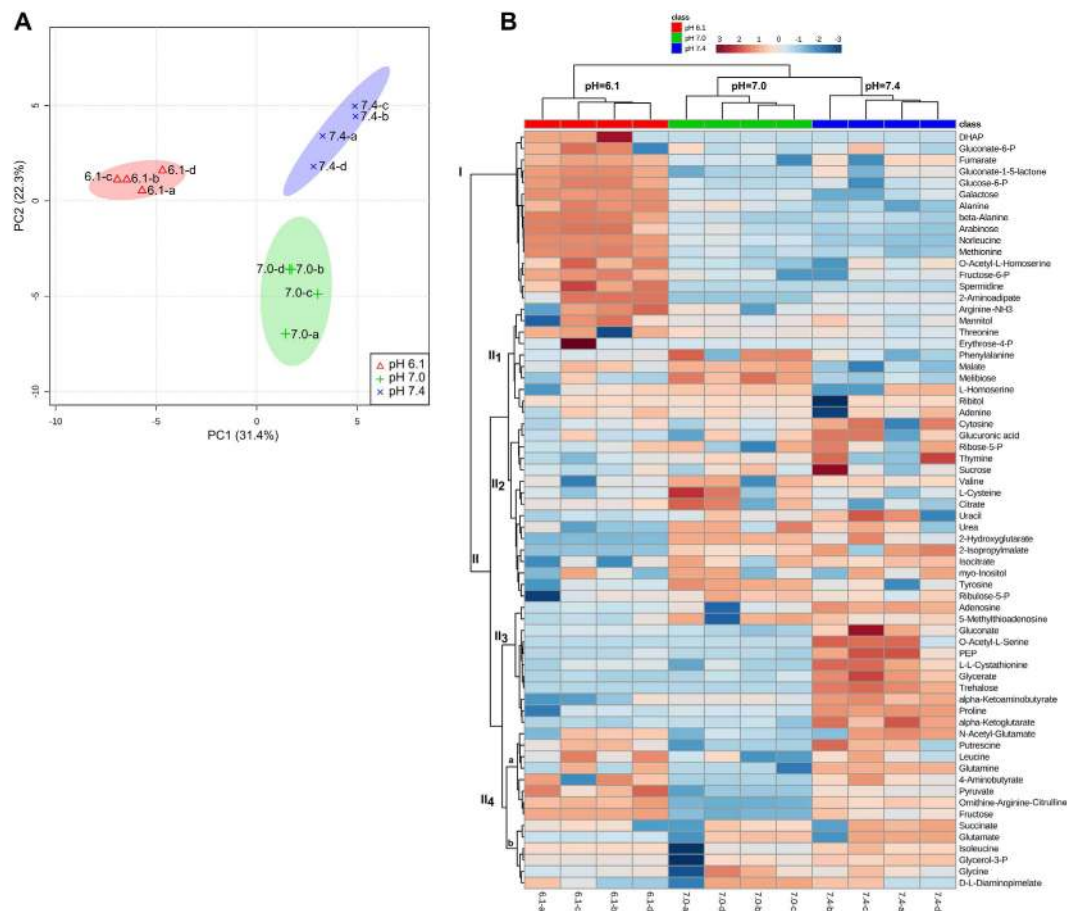 A
PC2 (22.3%)
5
0
-5
-10
-10
-5
0
5
PC1 (31.4%)
7.4-c
7.4-b
7.4-a
7.4-d
6.1-c
6.1-b
6.1-d
6.1-a
7.0-d
7.0-b
7.0-c
7.0-a
pH 6.1
pH 7.0
pH 7.4
B
class
pH 6.1
pH 7.0
pH 7.4
3 2 1 0 -1 -2 -3
pH=6.1
pH=7.0
pH=7.4
class
I
II
II1
II2
II3
II4
a
b
DHAP
Gluconate-6-P
Fumarate
Gluconate-1-5-lactone
Glucose-6-P
Galactose
Alanine
beta-Alanine
Arabinose
Norleucine
Methionine
O-Acetyl-L-Homoserine
Fructose-6-P
Spermidine
2-Aminoadipate
Arginine-NH3
Mannitol
Threonine
Erythrose-4-P
Phenylalanine
Malate
Melibiose
L-Homoserine
Ribitol
Adenine
Cytosine
Glucuronic acid
Ribose-5-P
Thymine
Sucrose
Valine
L-Cysteine
Citrate
Uracil
Urea
2-Hydroxyglutarate
2-Isopropylmalate
Isocitrate
myo-Inositol
Tyrosine
Ribulose-5-P
Adenosine
5-Methylthioadenosine
Gluconate
O-Acetyl-L-Serine
PEP
L-L-Cystathionine
Glycerate
Trehalose
alpha-Ketoaminobutyrate
Proline
alpha-Ketoglutarate
N-Acetyl-Glutamate
Putrescine
Leucine
Glutamine
4-Aminobutyrate
Pyruvate
Ornithine-Arginine-Citrulline
Fructose
Succinate
Glutamate
Isoleucine
Glycerol-3-P
Glycine
D-L-Diaminopimelate
6.1-a
6.1-c
6.1-b
6.1-d
7.0-a
7.0-d
7.0-b
7.0-c
7.4-b
7.4-c
7.4-a
7.4-d